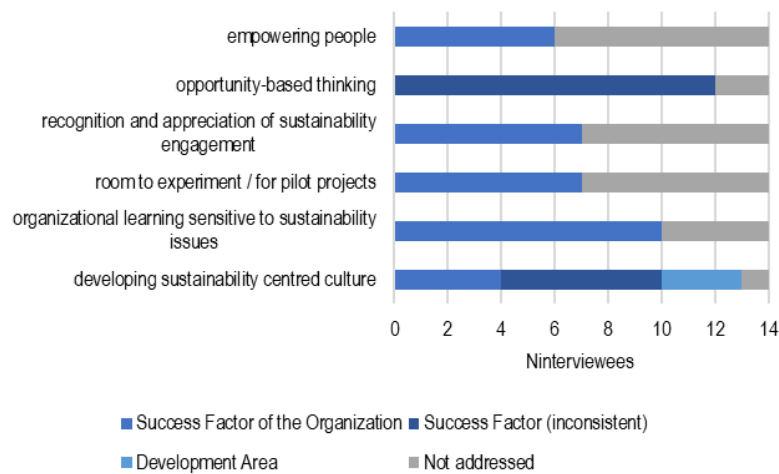 empowering people
opportunity-based thinking
recognition and appreciation of sustainability
engagement
room to experiment / for pilot projects
organizational learning sensitive to sustainability
issues
developing sustainability centred culture
0 2 4 6 8 10 12 14
Ninterviewees
Success Factor of the Organization Success Factor (inconsistent)
Development Area Not addressed